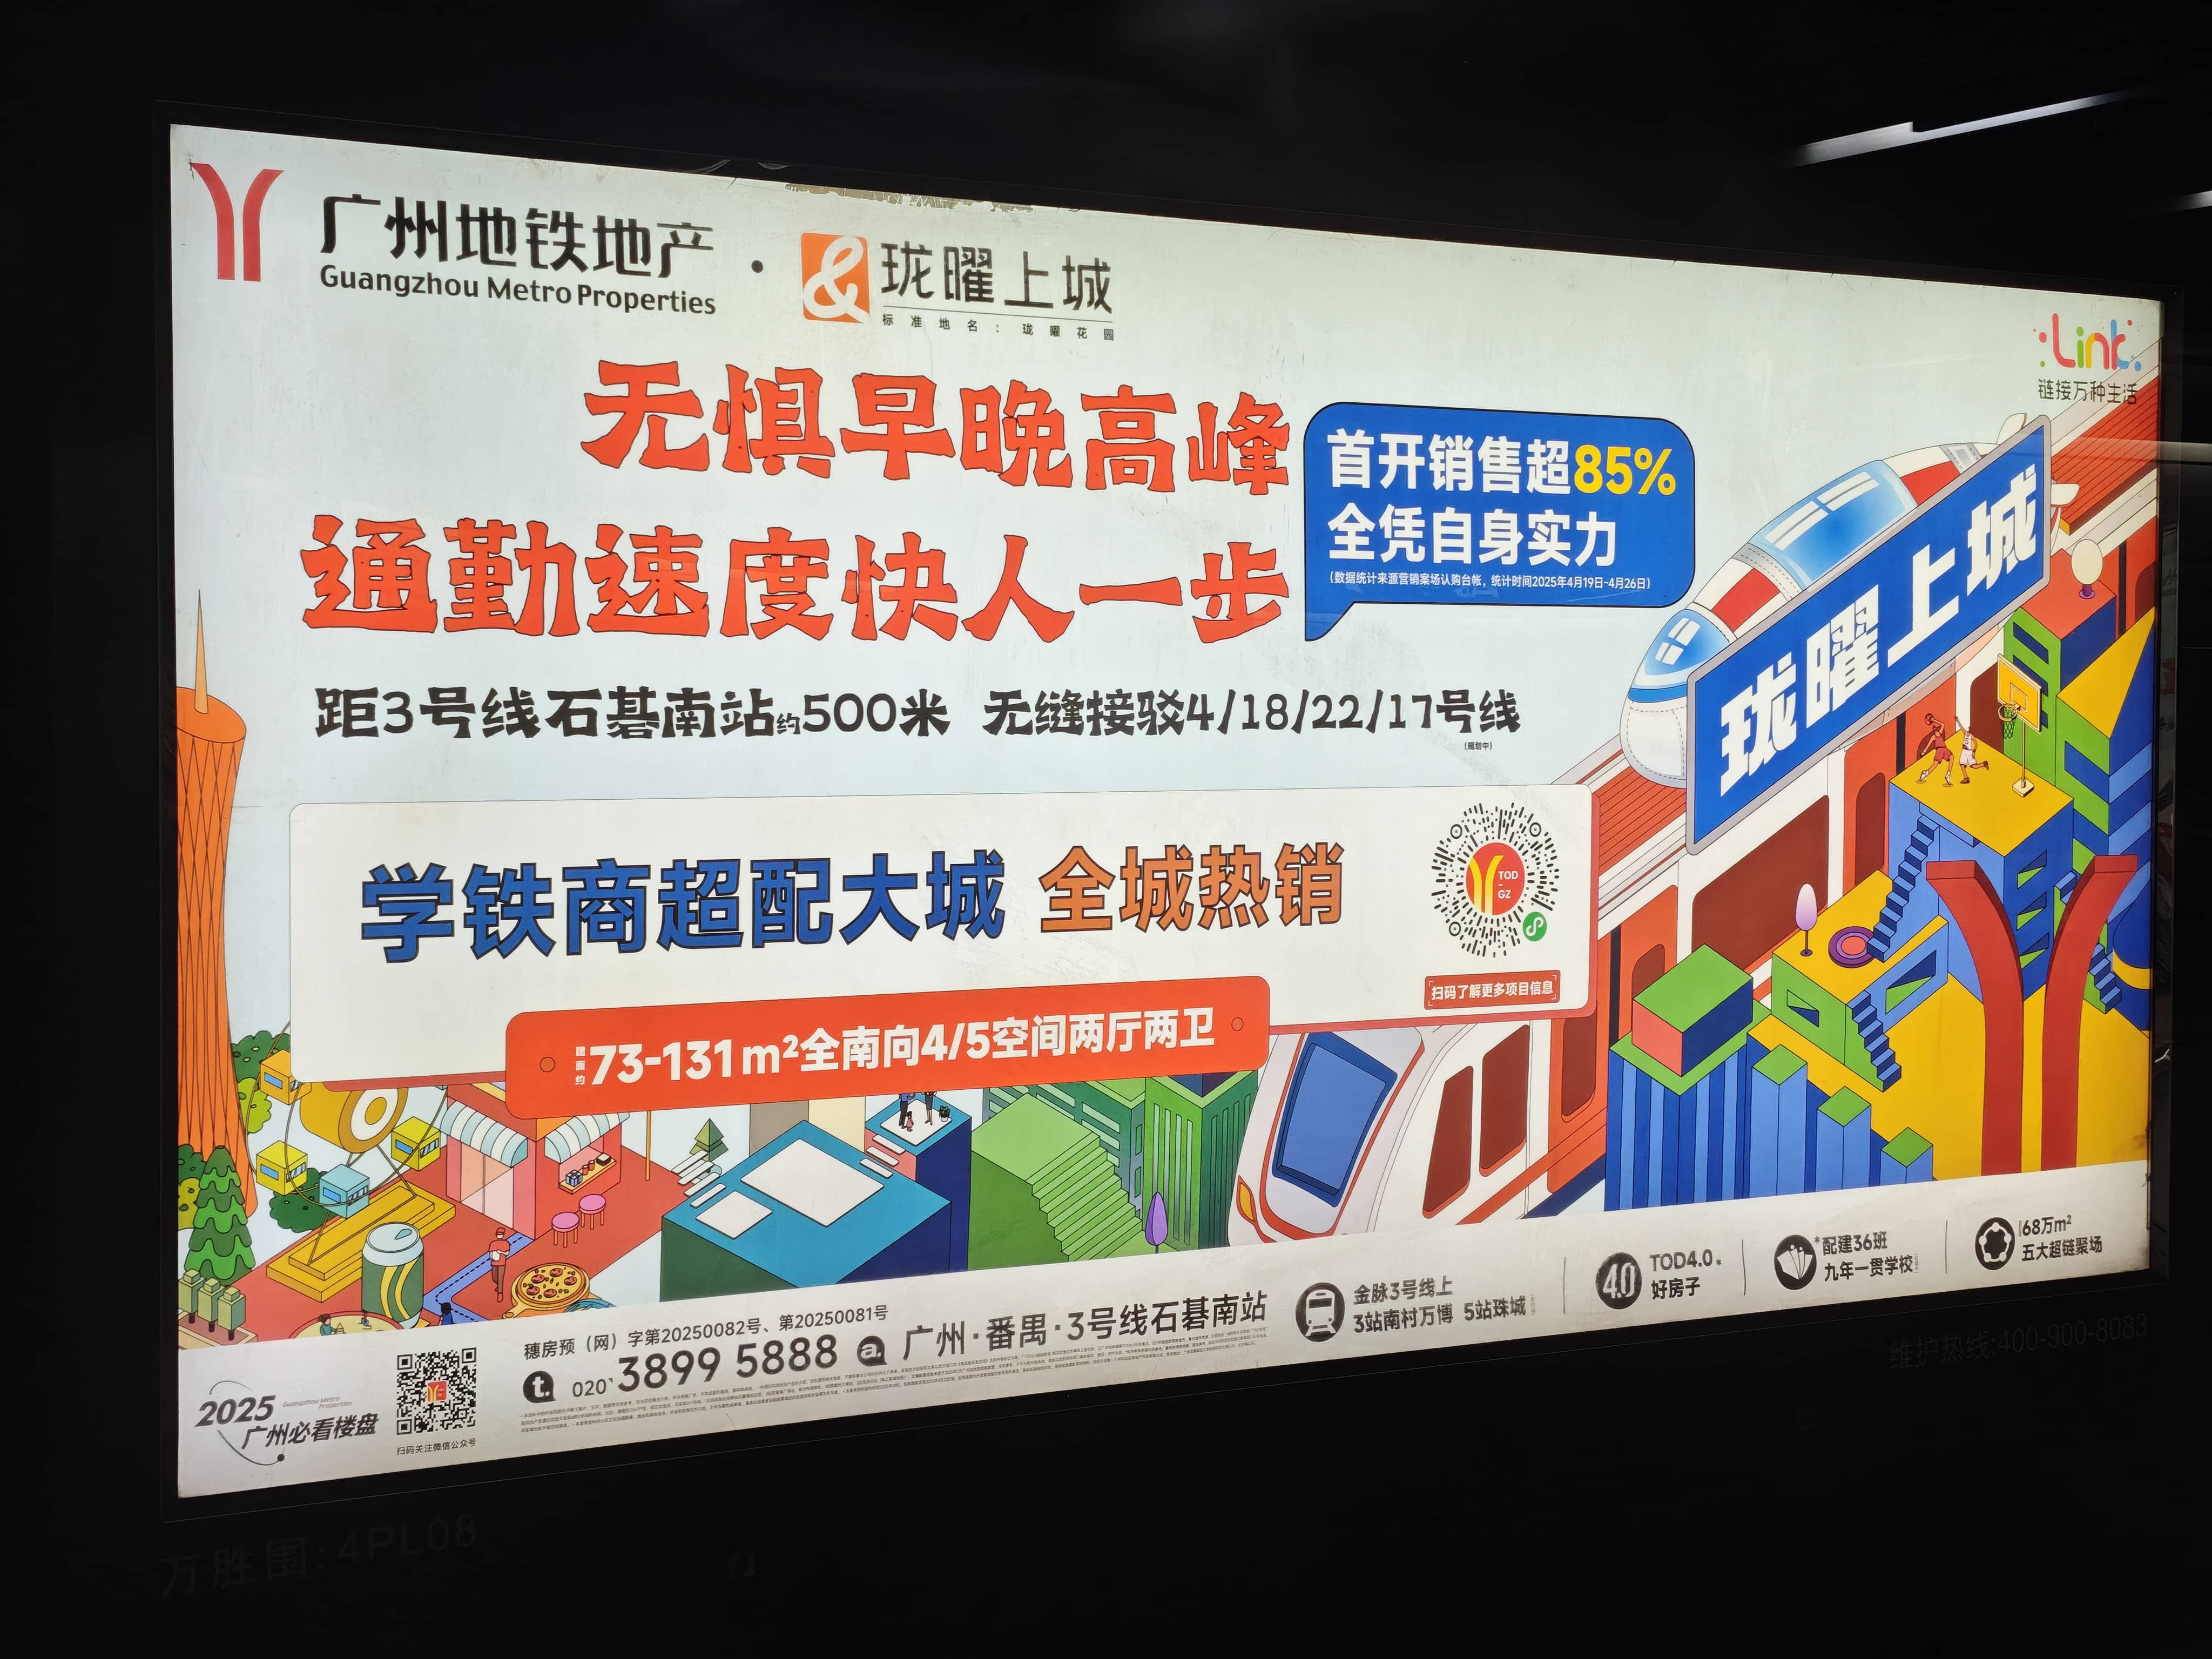 广州地铁地产
Guangzhou Metro Properties
·
&
珑曜上城
标准地名：珑曜花园
Link
链接万种生活
无惧早晚高峰
通勤速度快人一步
首开销售超85%
全凭自身实力
(数据统计来源营销案场认购台帐，统计时间2025年4月19日-4月26日)
珑曜上城
距3号线石碁南站约500米 无缝接驳4/18/22/17号线
(规划中)
学铁商超配大城 全城热销
TOD
GZ
扫码了解更多项目信息
建面约73-131m²全南向4/5空间两厅两卫
2025
Guangzhou Metro
Properties
广州必看楼盘
扫码关注微信公众号
穗房预（网）字第20250082号、第20250081号
t. 020-3899 5888
a. 广州·番禺·3号线石碁南站
金脉3号线上
3站南村万博 5站珠城
4.0
TOD4.0*
好房子
*配建36班
九年一贯学校
68万m²
五大超链聚场
维护热线:400-900-8083
万胜围:4PL08